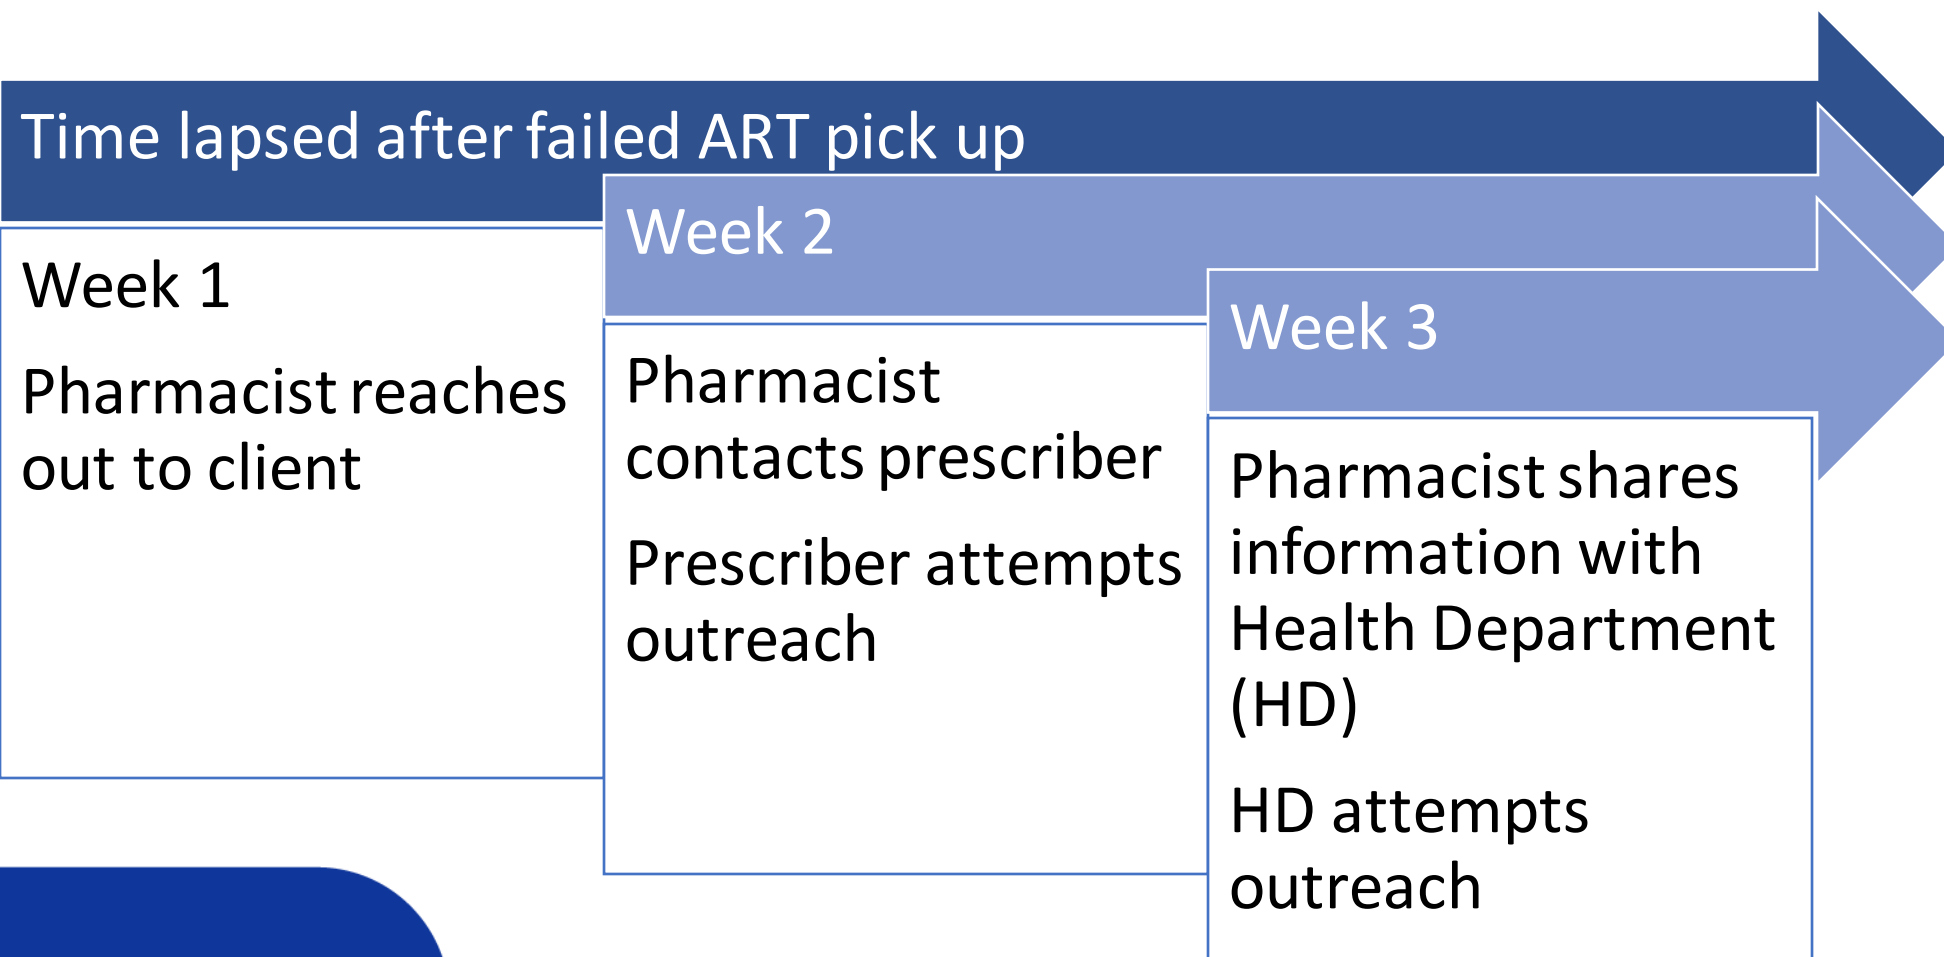 Time lapsed after failed ART pick up
Week 1
Pharmacist reaches
out to client
Week 2
Pharmacist
contacts prescriber
Prescriber attempts
outreach
Week 3
Pharmacist shares
information with
Health Department
(HD)
HD attempts
outreach